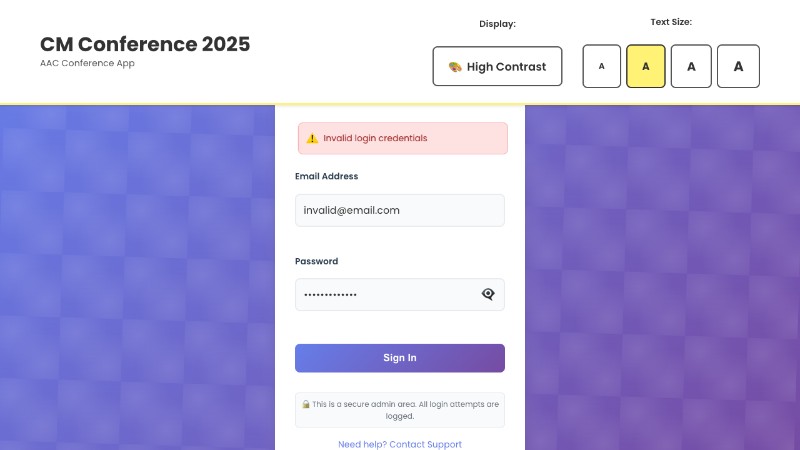 CM Conference 2025
AAC Conference App
Display:
🎨 High Contrast
Text Size:
A A A A
⚠️ Invalid login credentials
Email Address
invalid@email.com
Password
•••••••••••••
Sign In
🔒 This is a secure admin area. All login attempts are
logged.
Need help? Contact Support